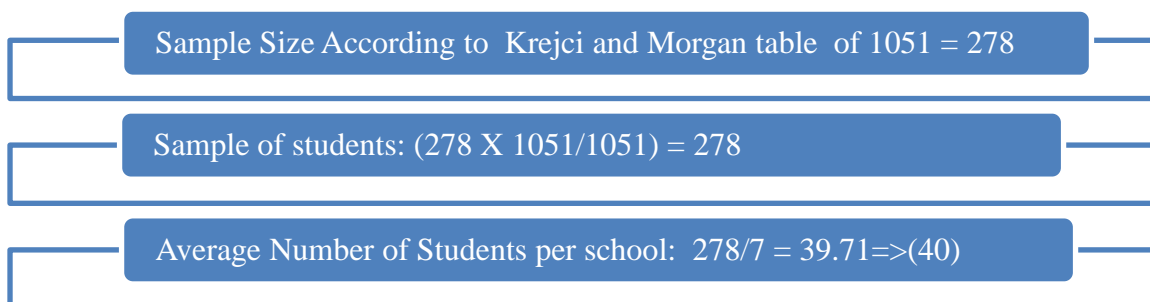 Sample Size According to Krejci and Morgan table of 1051 = 278
Sample of students: (278 X 1051/1051) = 278
Average Number of Students per school: 278/7 = 39.71=>(40)